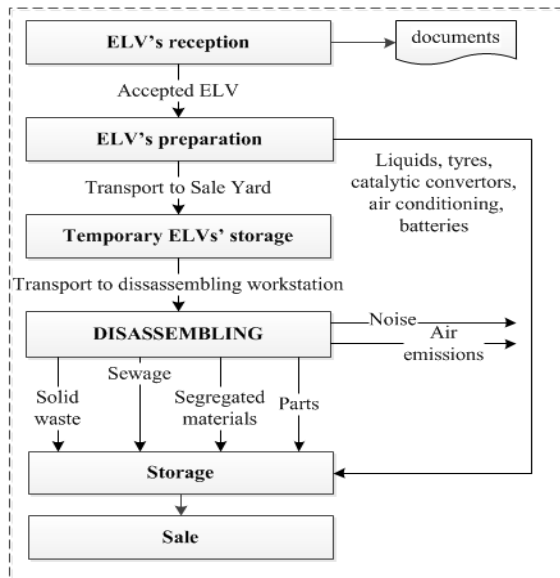 ELV's reception
documents
Accepted ELV
ELV's preparation
Liquids, tyres,
catalytic convertors,
air conditioning,
batteries
Transport to Sale Yard
Temporary ELVs' storage
Transport to dissassembling workstation
DISASSEMBLING
Noise
Air
emissions
Solid
waste
Sewage
Segregated
materials
Parts
Storage
Sale